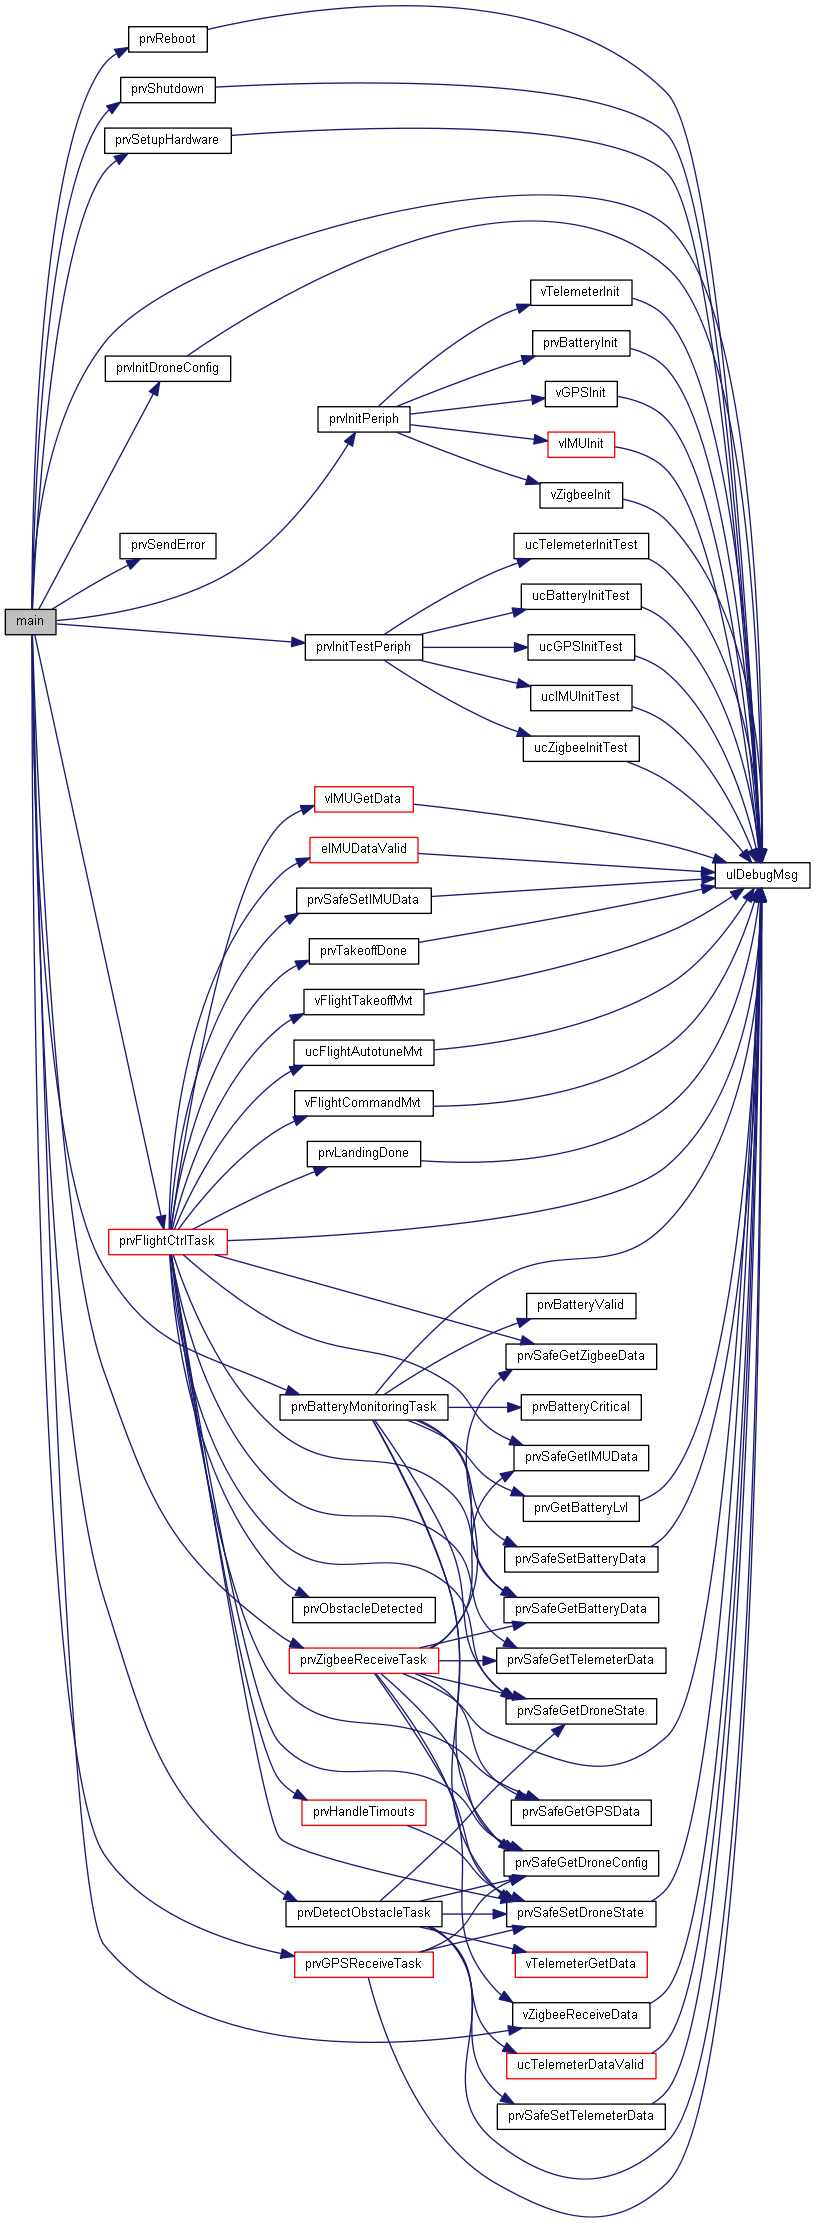 prvReboot
prvShutdown
prvSetupHardware
vTelemeterInit
prvBatteryInit
prvInitDroneConfig
vGPSInit
prvInitPeriph
vIMUInit
vZigbeeInit
prvSendError
ucTelemeterInitTest
ucBatteryInitTest
main
prvInitTestPeriph
ucGPSInitTest
ucIMUInitTest
ucZigbeeInitTest
vIMUGetData
eIMUDataValid
ulDebugMsg
prvSafeSetIMUData
prvTakeoffDone
vFlightTakeoffMvt
ucFlightAutotuneMvt
vFlightCommandMvt
prvLandingDone
prvFlightCtrlTask
prvBatteryValid
prvSafeGetZigbeeData
prvBatteryMonitoringTask
prvBatteryCritical
prvSafeGetIMUData
prvGetBatteryLvl
prvSafeSetBatteryData
prvObstacleDetected
prvSafeGetBatteryData
prvZigbeeReceiveTask
prvSafeGetTelemeterData
prvSafeGetDroneState
prvHandleTimouts
prvSafeGetGPSData
prvSafeGetDroneConfig
prvDetectObstacleTask
prvSafeSetDroneState
prvGPSReceiveTask
vTelemeterGetData
vZigbeeReceiveData
ucTelemeterDataValid
prvSafeSetTelemeterData